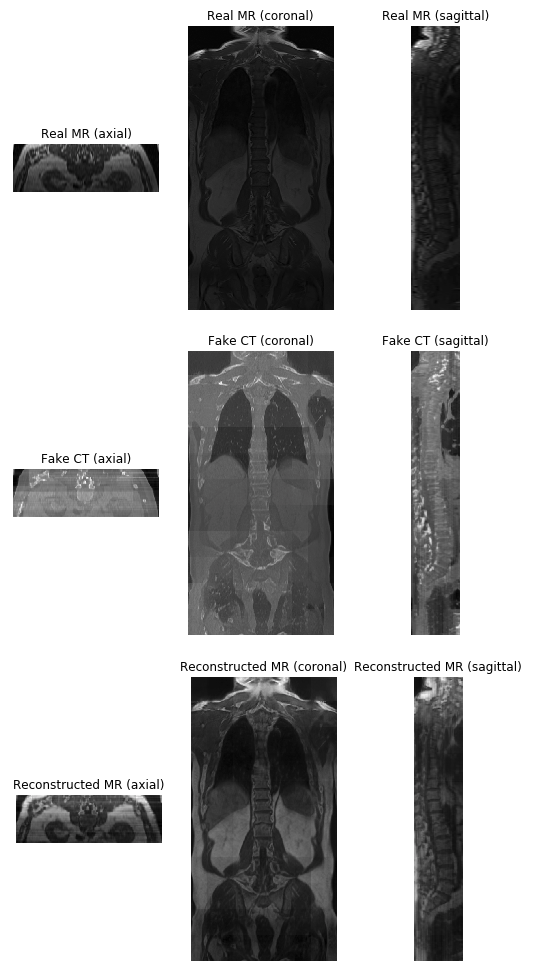 Real MR (coronal)
Real MR (sagittal)
Real MR (axial)
Fake CT (coronal)
Fake CT (sagittal)
Fake CT (axial)
Reconstructed MR (coronal)
Reconstructed MR (sagittal)
Reconstructed MR (axial)